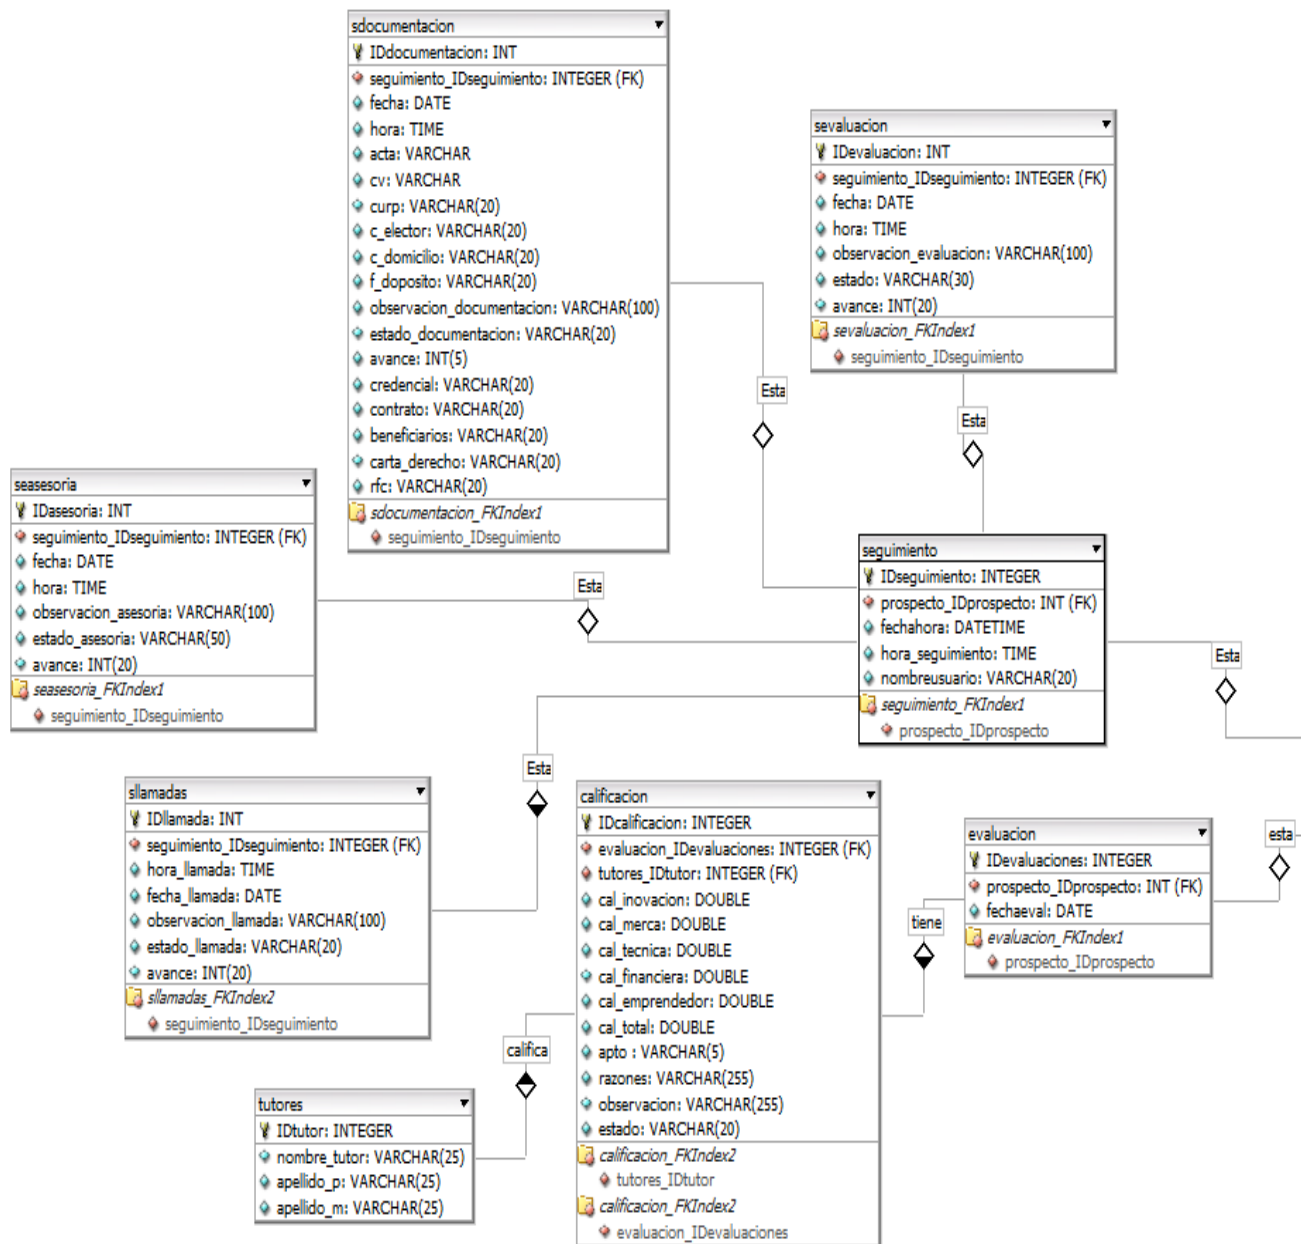 sdocumentacion
IDdocumentacion: INT
seguimiento_IDseguimiento: INTEGER (FK)
fecha: DATE
hora: TIME
acta: VARCHAR
cv: VARCHAR
curp: VARCHAR(20)
c_elector: VARCHAR(20)
c_domicilio: VARCHAR(20)
f_doposito: VARCHAR(20)
observacion_documentacion: VARCHAR(100)
estado_documentacion: VARCHAR(20)
avance: INT(5)
credencial: VARCHAR(20)
contrato: VARCHAR(20)
beneficiarios: VARCHAR(20)
carta_derecho: VARCHAR(20)
rfc: VARCHAR(20)
sdocumentacion_FKIndex1
seguimiento_IDseguimiento
sevaluacion
IDevaluacion: INT
seguimiento_IDseguimiento: INTEGER (FK)
fecha: DATE
hora: TIME
observacion_evaluacion: VARCHAR(100)
estado: VARCHAR(30)
avance: INT(20)
sevaluacion_FKIndex1
seguimiento_IDseguimiento
Esta
Esta
seasesoria
IDasesoria: INT
seguimiento_IDseguimiento: INTEGER (FK)
fecha: DATE
hora: TIME
observacion_asesoria: VARCHAR(100)
estado_asesoria: VARCHAR(50)
avance: INT(20)
seasesoria_FKIndex1
seguimiento_IDseguimiento
Esta
seguimiento
IDseguimiento: INTEGER
prospecto_IDprospecto: INT (FK)
fechahora: DATETIME
hora_seguimiento: TIME
nombreusuario: VARCHAR(20)
seguimiento_FKIndex1
prospecto_IDprospecto
Esta
Esta
sllamadas
IDllamada: INT
seguimiento_IDseguimiento: INTEGER (FK)
hora_llamada: TIME
fecha_llamada: DATE
observacion_llamada: VARCHAR(100)
estado_llamada: VARCHAR(20)
avance: INT(20)
sllamadas_FKIndex2
seguimiento_IDseguimiento
calificacion
IDcalificacion: INTEGER
evaluacion_IDevaluaciones: INTEGER (FK)
tutores_IDtutor: INTEGER (FK)
cal_inovacion: DOUBLE
cal_merca: DOUBLE
cal_tecnica: DOUBLE
cal_financiera: DOUBLE
cal_emprendedor: DOUBLE
cal_total: DOUBLE
apto : VARCHAR(5)
razones: VARCHAR(255)
observacion: VARCHAR(255)
estado: VARCHAR(20)
calificacion_FKIndex2
tutores_IDtutor
calificacion_FKIndex2
evaluacion_IDevaluaciones
evaluacion
IDevaluaciones: INTEGER
prospecto_IDprospecto: INT (FK)
fechaeval: DATE
evaluacion_FKIndex1
prospecto_IDprospecto
esta
tiene
califica
tutores
IDtutor: INTEGER
nombre_tutor: VARCHAR(25)
apellido_p: VARCHAR(25)
apellido_m: VARCHAR(25)